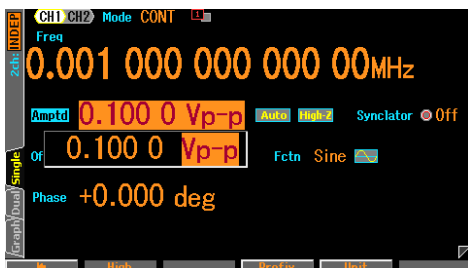 CH1 CH2 Mode CONT 1
Freq
0.001 000 000 000 00MHz
Amptd 0.100 0 Vp-p Auto High-Z Synclator Off
Of 0.100 0 Vp-p Fctn Sine
Phase +0.000 deg
2ch: INDEP
Single
Dual
Graph
High Prefix Unit